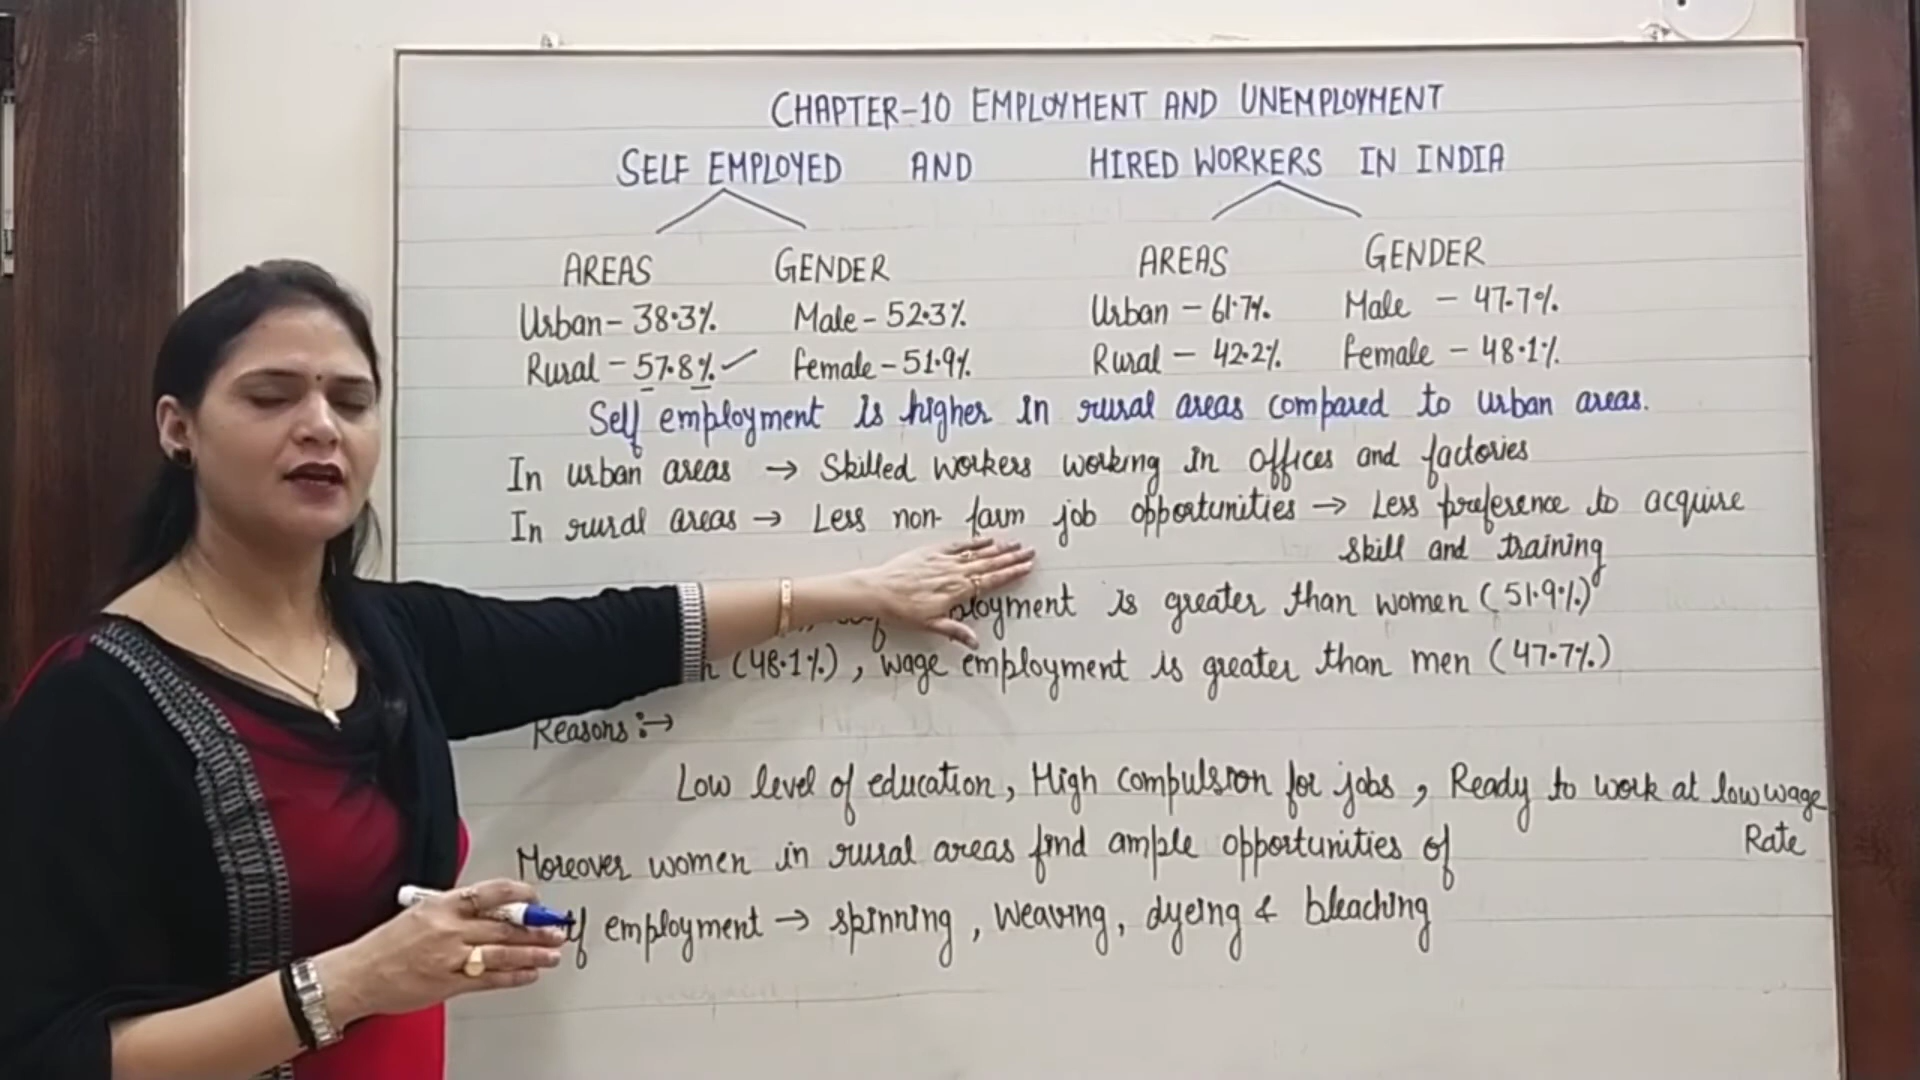 CHAPTER-10 EMPLOYMENT AND UNEMPLOYMENT
SELF EMPLOYED AND HIRED WORKERS IN INDIA
AREAS GENDER AREAS GENDER
Urban - 38.3% Male - 52.3% Urban - 61.7% Male - 47.7%
Rural - 57.8% ✓ Female - 51.9% Rural - 42.2% Female - 48.1%
Self employment is higher in rural areas compared to urban areas.
In urban areas → Skilled workers working in offices and factories
In rural areas → Less non-farm job opportunities → Less preference to acquire
skill and training
is greater than women (51.9%)
(48.1%), wage employment is greater than men (47.7%)
Reasons :→
Low level of education, High compulsion for jobs, Ready to work at low wage
Rate
Moreover women in rural areas find ample opportunities of
employment → spinning, weaving, dyeing & bleaching